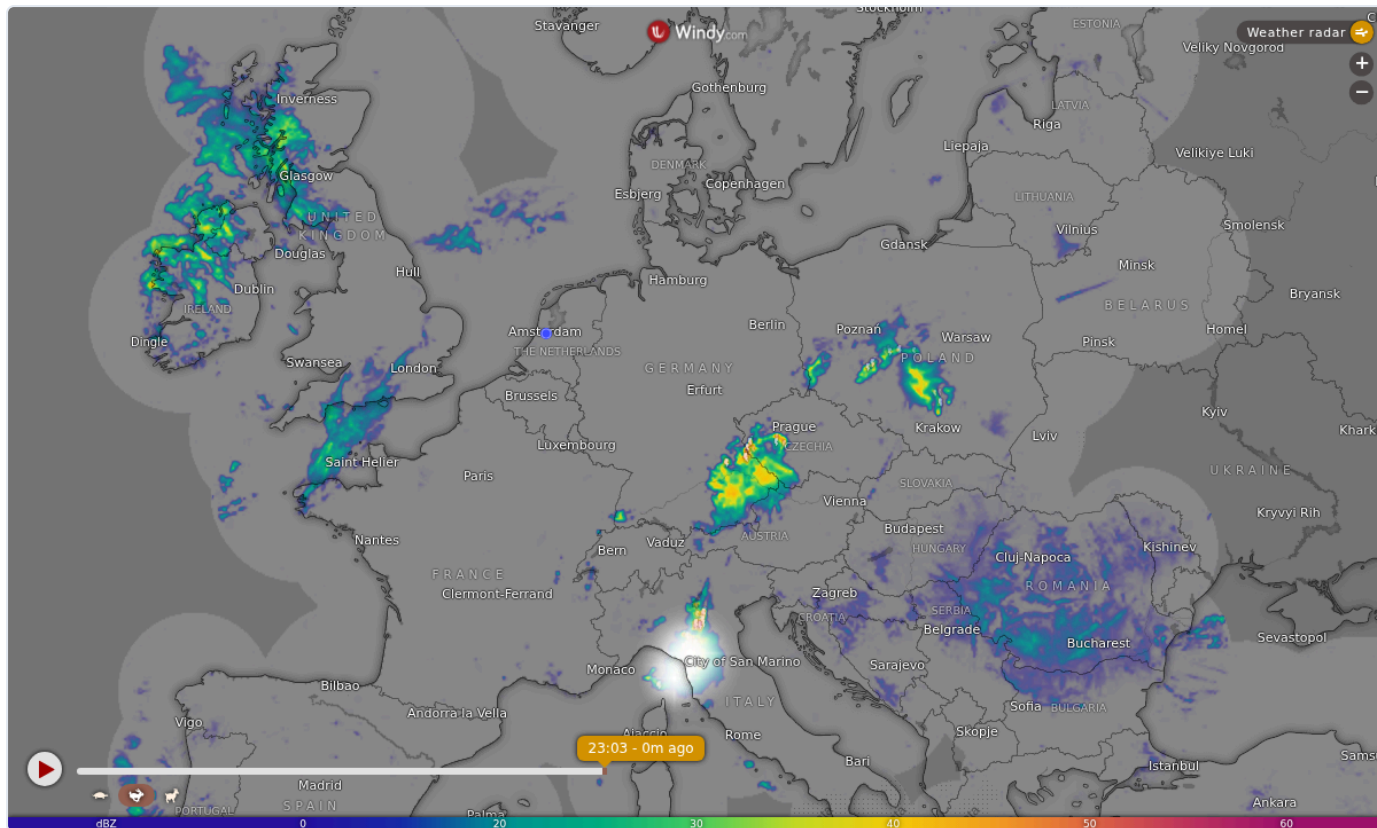 Stavanger
Stockholm
ESTONIA
Windy.com
Weather radar
Veliky Novgorod
+
−
Inverness
Gothenburg
LATVIA
Riga
Liepaja
Velikiye Luki
DENMARK
Glasgow
Copenhagen
Esbjerg
LITHUANIA
UNITED
KINGDOM
Vilnius
Smolensk
Douglas
Gdansk
Hull
Minsk
Hamburg
Dublin
Bryansk
IRELAND
BELARUS
Amsterdam
Berlin
Poznań
Warsaw
Homel
Dingle
Pinsk
THE NETHERLANDS
POLAND
Swansea
London
GERMANY
Erfurt
Brussels
Kyiv
Prague
Krakow
Lviv
Khark
Luxembourg
CZECHIA
Saint Helier
Paris
UKRAINE
SLOVAKIA
Vienna
Kryvyi Rih
Budapest
Nantes
Bern
Vaduz
AUSTRIA
HUNGARY
Cluj-Napoca
Kishinev
FRANCE
Clermont-Ferrand
Zagreb
ROMANIA
CROATIA
SERBIA
Belgrade
Bucharest
Sevastopol
Monaco
City of San Marino
Sarajevo
Bilbao
ITALY
Sofia
BULGARIA
Andorra la Vella
Vigo
Ajaccio
Rome
Skopje
23:03 - 0m ago
Bari
Istanbul
Sams
Madrid
SPAIN
PORTUGAL
Palma
Ankara
dBZ
0
20
30
40
50
60